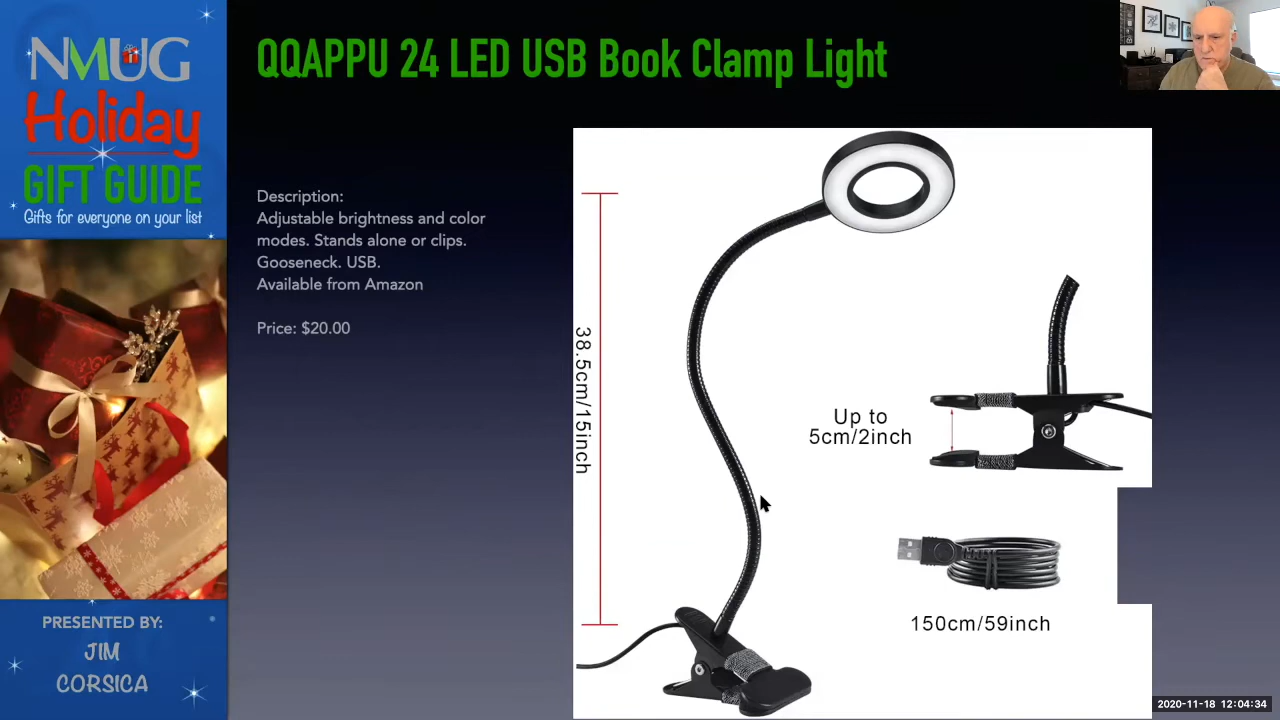 NMUG
Holiday
GIFT GUIDE
Gifts for everyone on your list
PRESENTED BY:
JIM
CORSICA
QQAPPU 24 LED USB Book Clamp Light
Description:
Adjustable brightness and color
modes. Stands alone or clips.
Gooseneck. USB.
Available from Amazon
Price: $20.00
38.5cm/15inch
Up to
5cm/2inch
150cm/59inch
2020-11-18 12:04:34